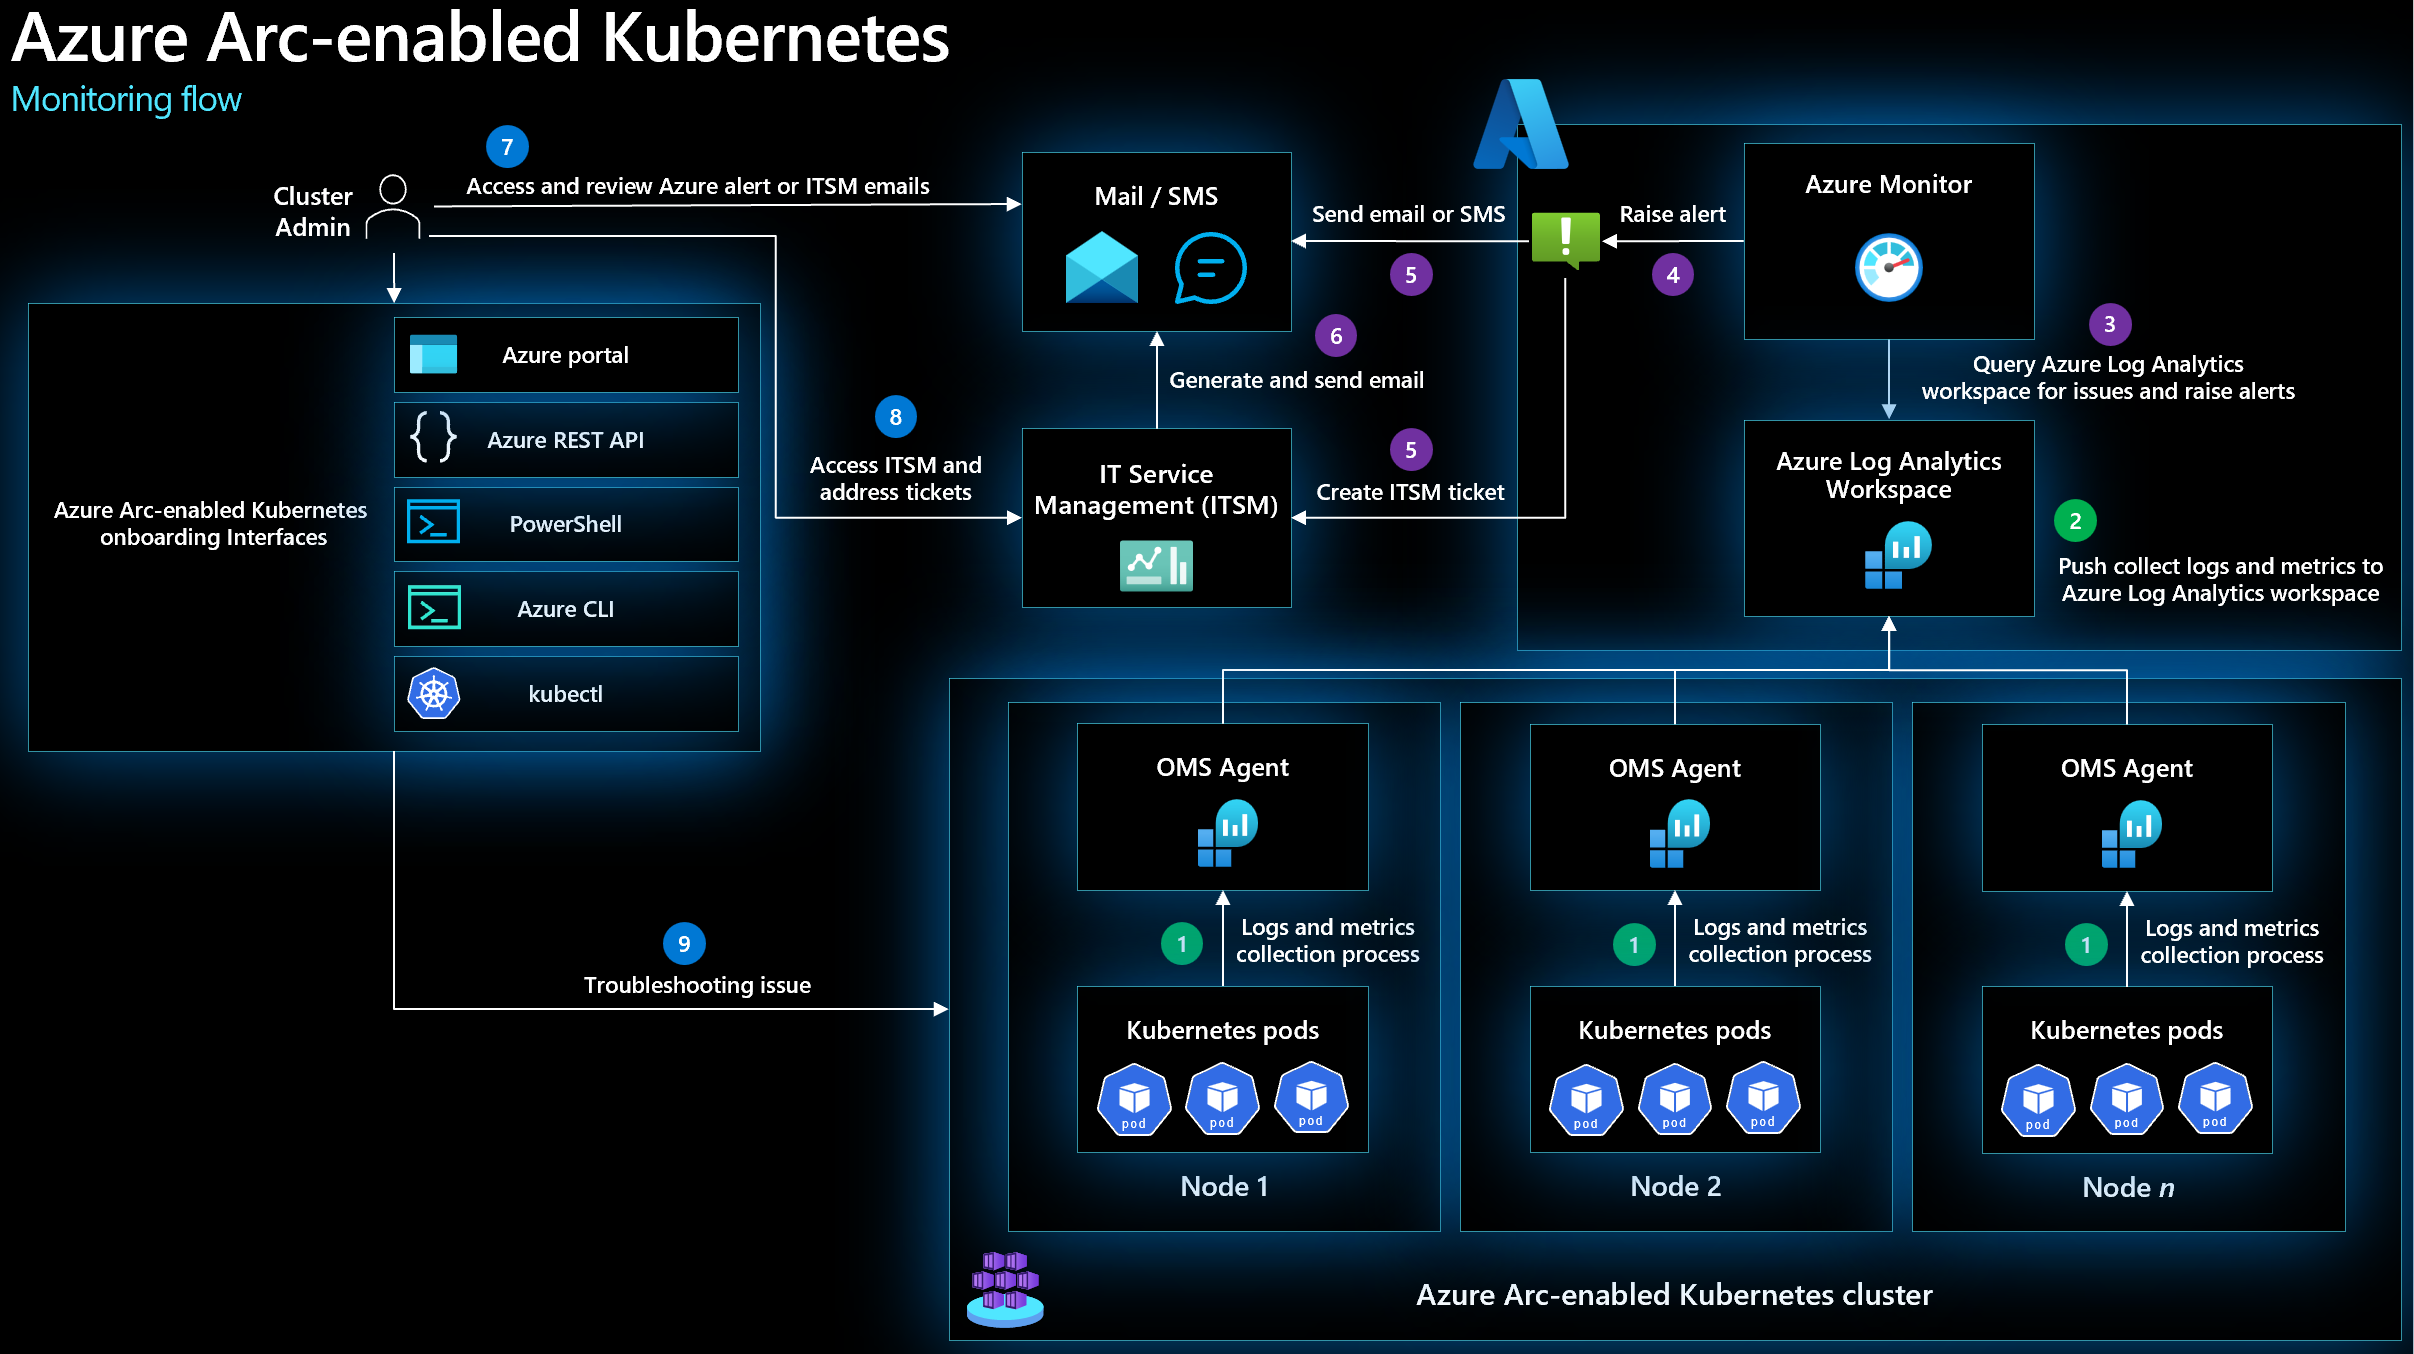 Azure Arc-enabled Kubernetes
Monitoring flow
7
Access and review Azure alert or ITSM emails
Cluster
Admin
Azure Arc-enabled Kubernetes
onboarding Interfaces
Azure portal
{ }
Azure REST API
PowerShell
Azure CLI
kubectl
8
Access ITSM and
address tickets
Mail / SMS
6
Generate and send email
IT Service
Management (ITSM)
Send email or SMS
5
5
Create ITSM ticket
!
Raise alert
4
Azure Monitor
3
Query Azure Log Analytics
workspace for issues and raise alerts
Azure Log Analytics
Workspace
2
Push collect logs and metrics to
Azure Log Analytics workspace
9
Troubleshooting issue
OMS Agent
1
Logs and metrics
collection process
Kubernetes pods
pod
pod
pod
Node 1
OMS Agent
1
Logs and metrics
collection process
Kubernetes pods
pod
pod
pod
Node 2
OMS Agent
1
Logs and metrics
collection process
Kubernetes pods
pod
pod
pod
Node n
Azure Arc-enabled Kubernetes cluster